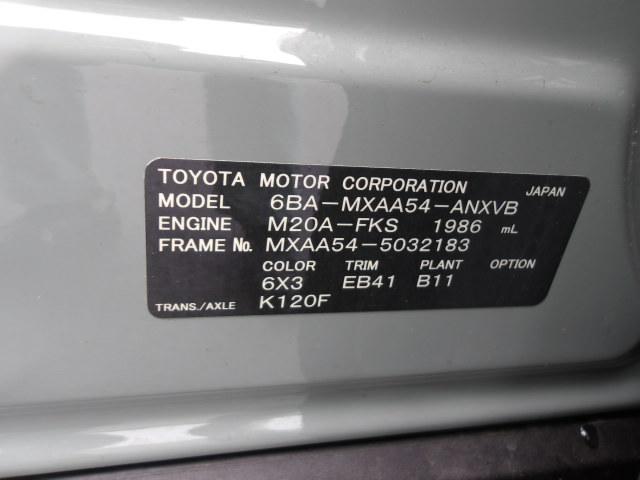 TOYOTA MOTOR CORPORATION JAPAN
MODEL 6BA-MXAA54-ANXVB
ENGINE M20A-FKS 1986 mL
FRAME No. MXAA54-5032183
COLOR TRIM PLANT OPTION
6X3 EB41 B11
TRANS./AXLE K120F